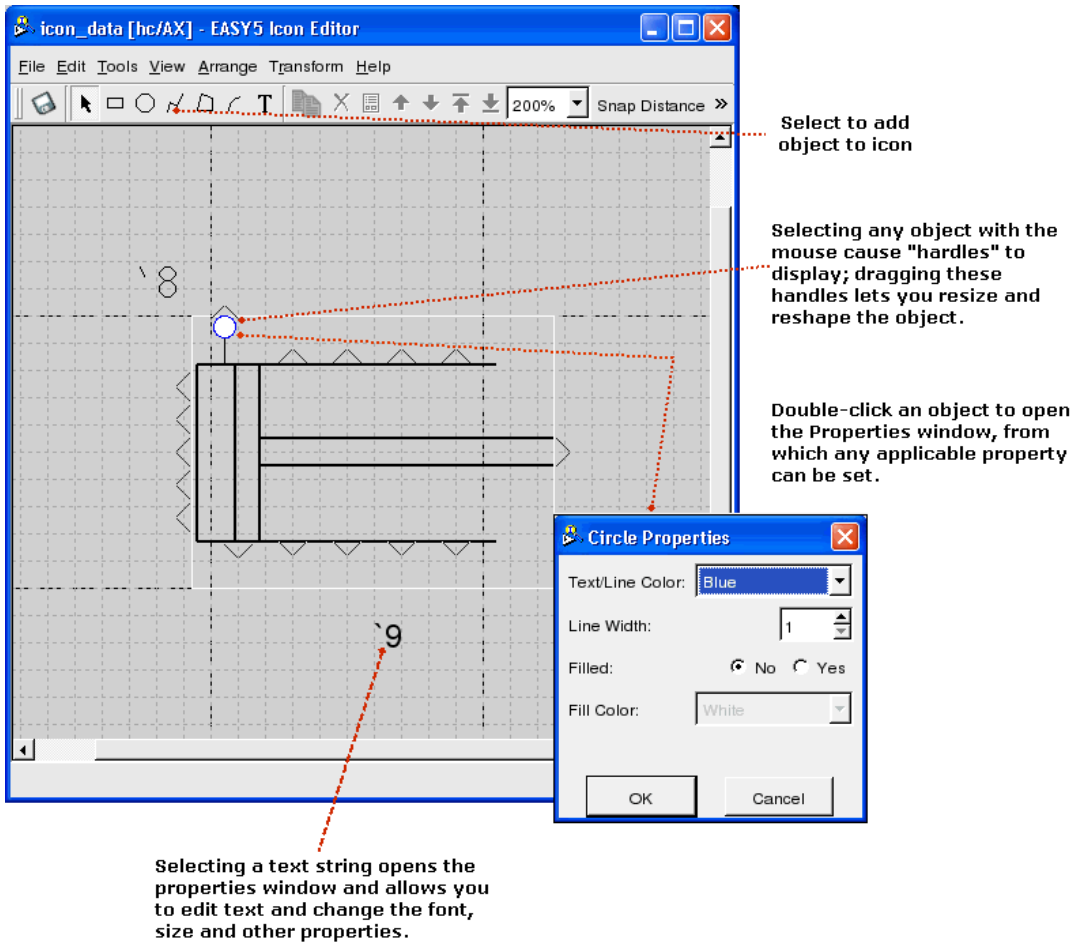 icon_data [hc/AX] - EASY5 Icon Editor
File Edit Tools View Arrange Transform Help
T 200% Snap Distance »
Select to add
object to icon
Selecting any object with the
mouse cause "hardles" to
display; dragging these
handles lets you resize and
reshape the object.
`8
Double-click an object to open
the Properties window, from
which any applicable property
can be set.
Circle Properties
Text/Line Color: Blue
Line Width: 1
Filled: No Yes
Fill Color: White
OK Cancel
`9
Selecting a text string opens the
properties window and allows you
to edit text and change the font,
size and other properties.